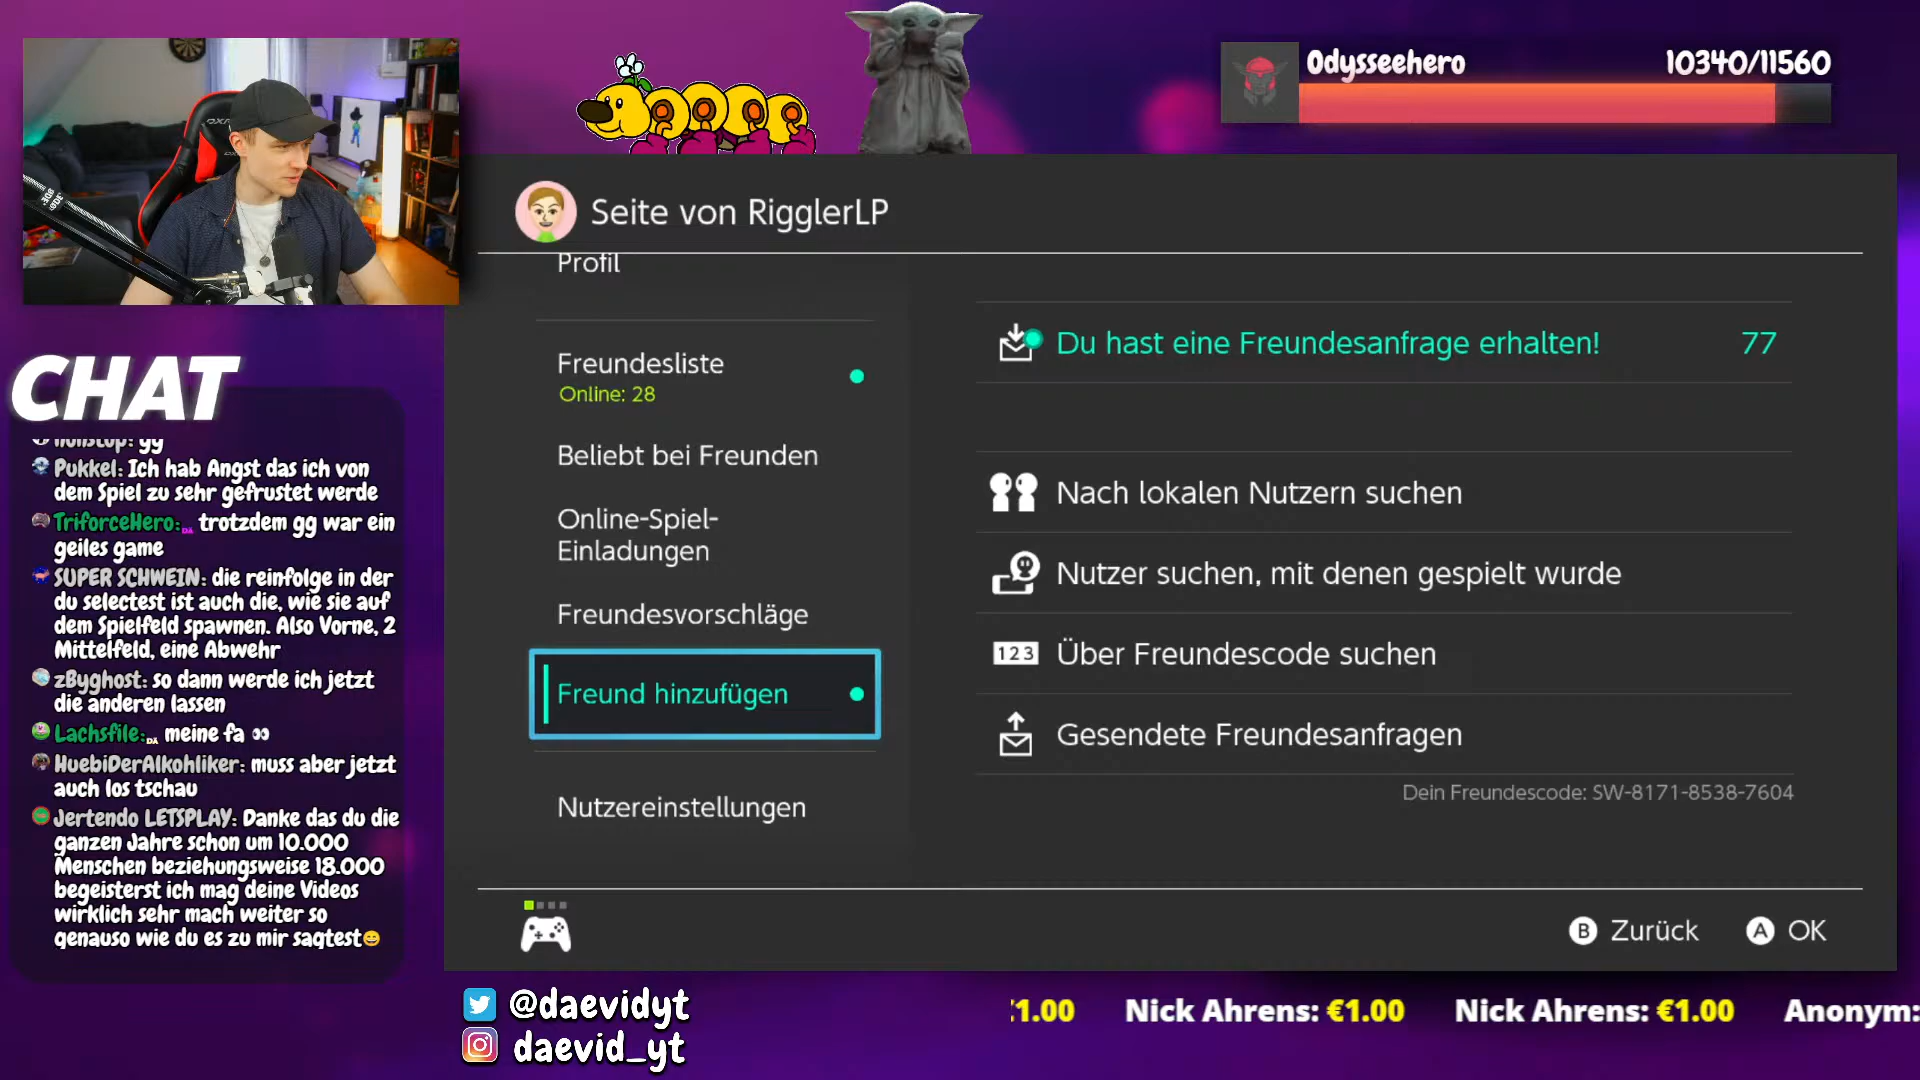 Odysseehero
10340/11560
Seite von RigglerLP
Profil
Freundesliste
Online: 28
Beliebt bei Freunden
Online-Spiel-
Einladungen
Freundesvorschläge
Freund hinzufügen
Nutzereinstellungen
Du hast eine Freundesanfrage erhalten!
77
Nach lokalen Nutzern suchen
Nutzer suchen, mit denen gespielt wurde
123
Über Freundescode suchen
Gesendete Freundesanfragen
Dein Freundescode: SW-8171-8538-7604
B Zurück
A OK
CHAT
gg
Pukkel: Ich hab Angst das ich von
dem Spiel zu sehr gefrustet werde
TriforceHero: trotzdem gg war ein
geiles game
SUPER SCHWEIN: die reinfolge in der
du selectest ist auch die, wie sie auf
dem Spielfeld spawnen. Also Vorne, 2
Mittelfeld, eine Abwehr
zByghost: so dann werde ich jetzt
die anderen lassen
Lachsfile: meine fa 👀
HuebiDerAlkohliker: muss aber jetzt
auch los tschau
Jertendo LETSPLAY: Danke das du die
ganzen Jahre schon um 10.000
Menschen beziehungsweise 18.000
begeisterst ich mag deine Videos
wirklich sehr mach weiter so
genauso wie du es zu mir sagtest😄
@daevidyt
daevid_yt
1.00 Nick Ahrens: €1.00 Nick Ahrens: €1.00 Anonym: